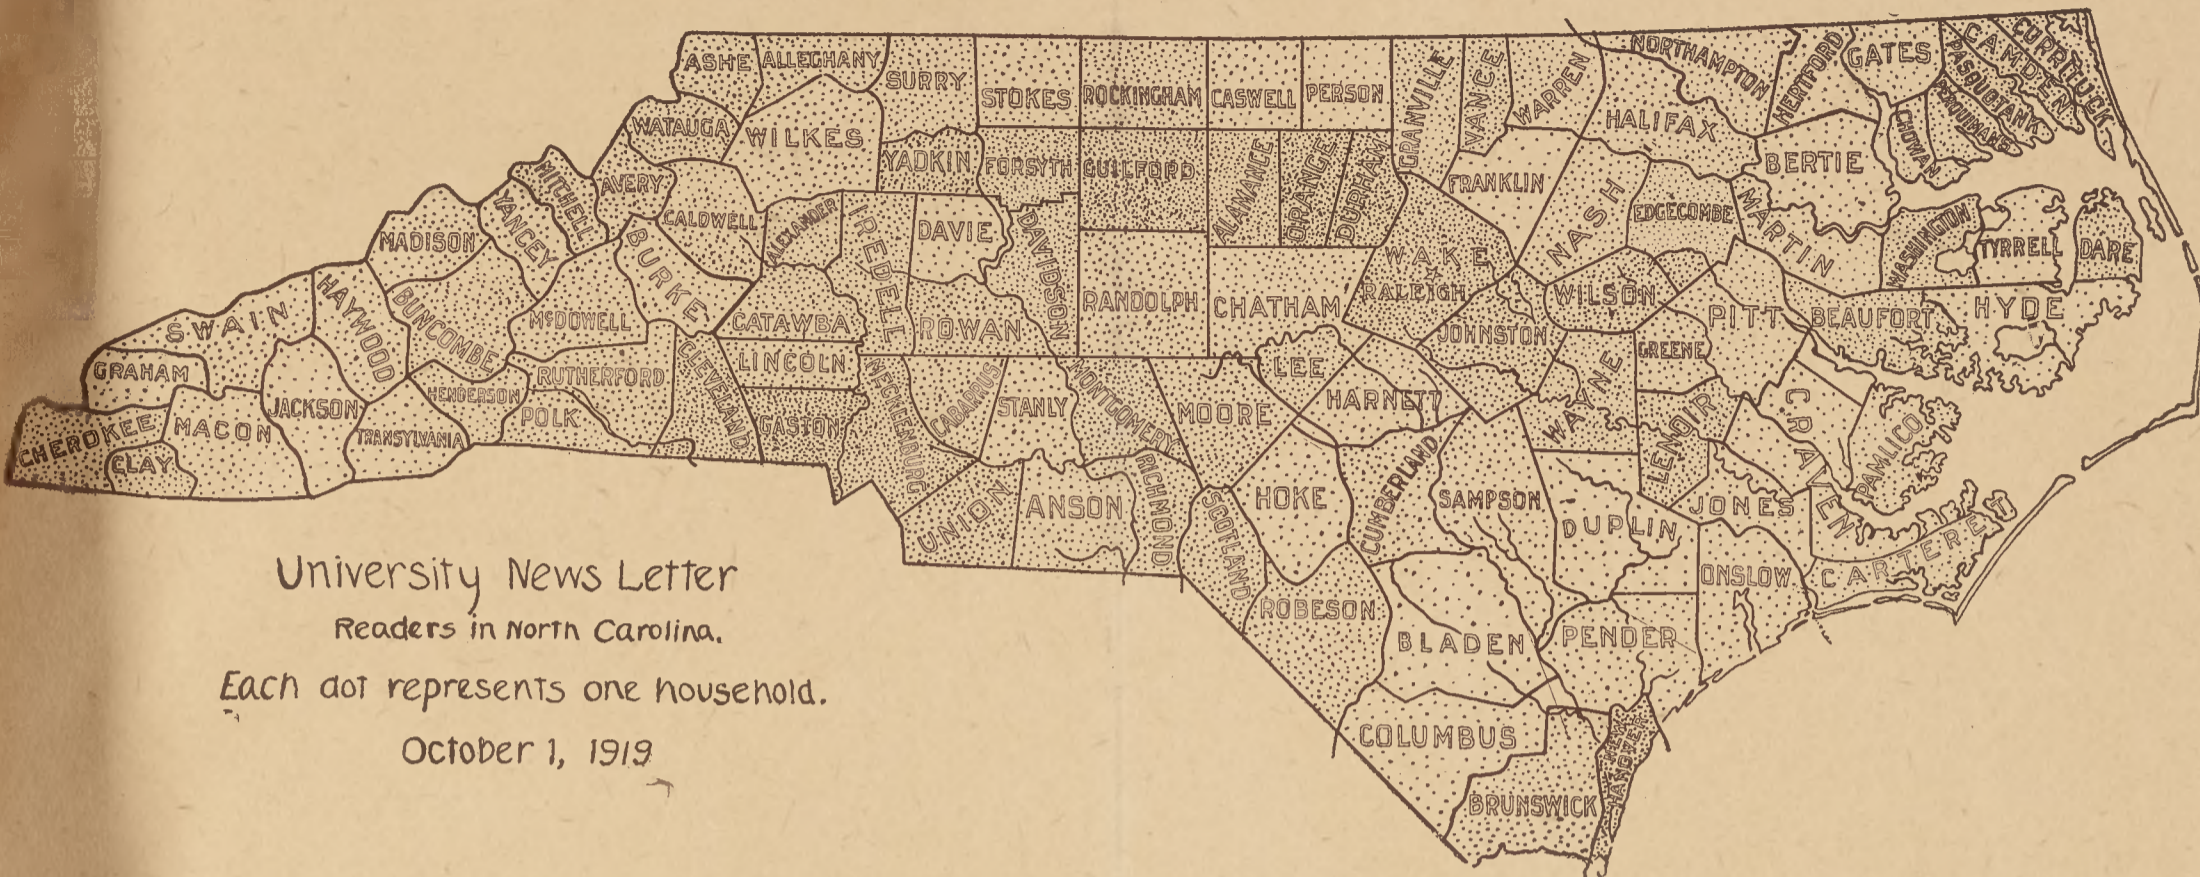 ASHE
ALLEGHANY
SURRY
STOKES
ROCKINGHAM
CASWELL
PERSON
GRANVILLE
VANCE
WARREN
NORTHAMPTON
HERTFORD
GATES
CURRITUCK
CAMDEN
PASQUOTANK
PERQUIMANS
CHOWAN
WATAUGA
WILKES
YADKIN
FORSYTH
GUILFORD
ALAMANCE
ORANGE
DURHAM
FRANKLIN
HALIFAX
BERTIE
MITCHELL
AVERY
YANCEY
CALDWELL
ALEXANDER
IREDELL
DAVIE
DAVIDSON
WAKE
RALEIGH
NASH
EDGECOMBE
MARTIN
WASHINGTON
TYRRELL
DARE
MADISON
BURKE
SWAIN
HAYWOOD
BUNCOMBE
McDOWELL
CATAWBA
ROWAN
RANDOLPH
CHATHAM
JOHNSTON
WILSON
PITT
BEAUFORT
HYDE
GRAHAM
CHEROKEE
CLAY
MACON
JACKSON
TRANSYLVANIA
HENDERSON
POLK
RUTHERFORD
CLEVELAND
LINCOLN
GASTON
MECKLENBURG
CABARRUS
STANLY
MONTGOMERY
MOORE
LEE
HARNETT
WAYNE
GREENE
LENOIR
CRAVEN
PAMLICO
UNION
ANSON
RICHMOND
SCOTLAND
HOKE
CUMBERLAND
SAMPSON
DUPLIN
JONES
CARTERET
ONSLOW
ROBESON
BLADEN
PENDER
COLUMBUS
BRUNSWICK
NEW
HANOVER
University News Letter
Readers in North Carolina.
Each dot represents one household.
October 1, 1919